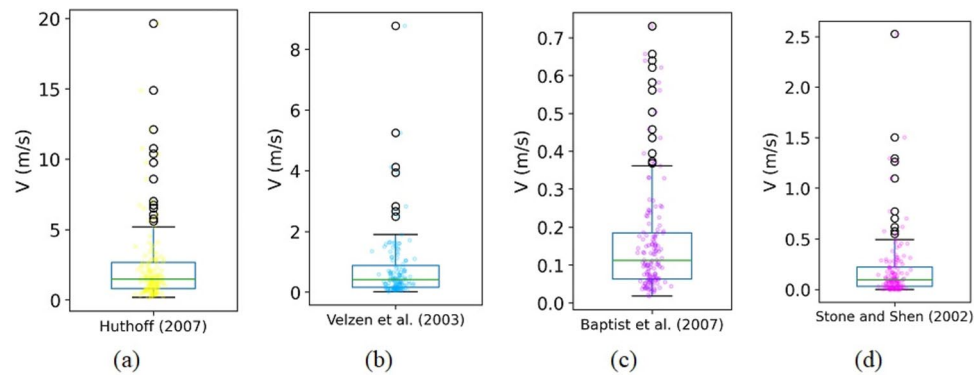 20
15
10
5
0
V (m/s)
Huthoff (2007)
(a)
8
6
4
2
0
V (m/s)
Velzen et al. (2003)
(b)
0.7
0.6
0.5
0.4
0.3
0.2
0.1
0.0
V (m/s)
Baptist et al. (2007)
(c)
2.5
2.0
1.5
1.0
0.5
0.0
V (m/s)
Stone and Shen (2002)
(d)